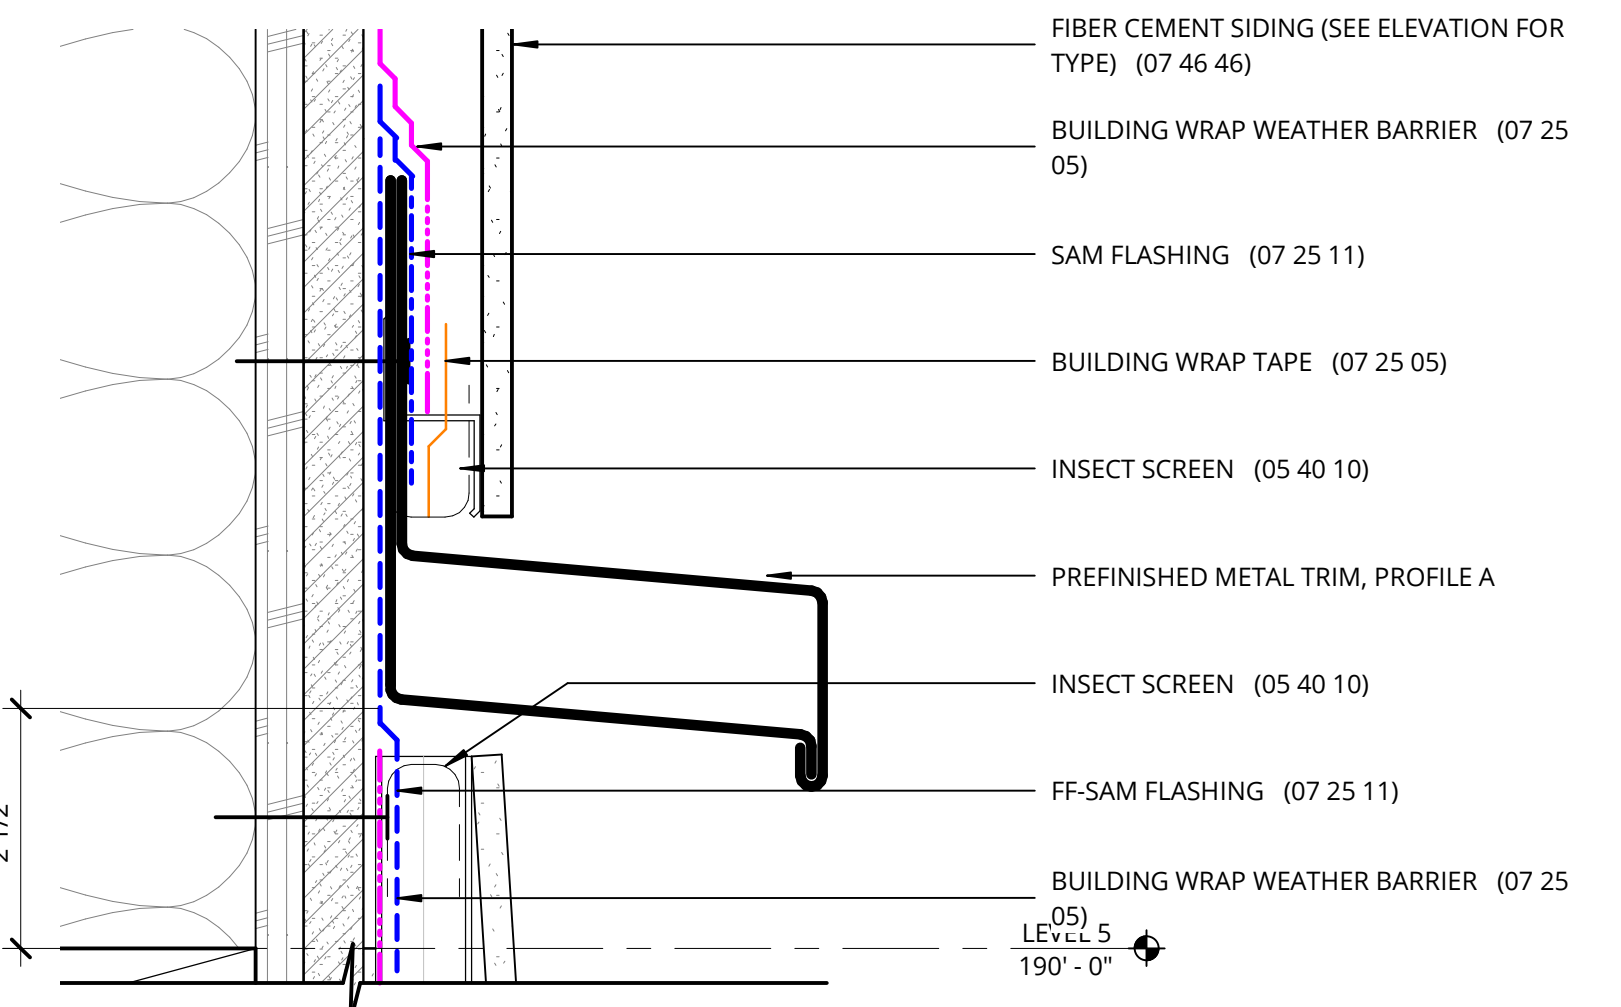 FIBER CEMENT SIDING (SEE ELEVATION FOR
TYPE) (07 46 46)
BUILDING WRAP WEATHER BARRIER (07 25
05)
SAM FLASHING (07 25 11)
BUILDING WRAP TAPE (07 25 05)
INSECT SCREEN (05 40 10)
PREFINISHED METAL TRIM, PROFILE A
INSECT SCREEN (05 40 10)
FF-SAM FLASHING (07 25 11)
BUILDING WRAP WEATHER BARRIER (07 25
05)
LEVEL 5
190' - 0"